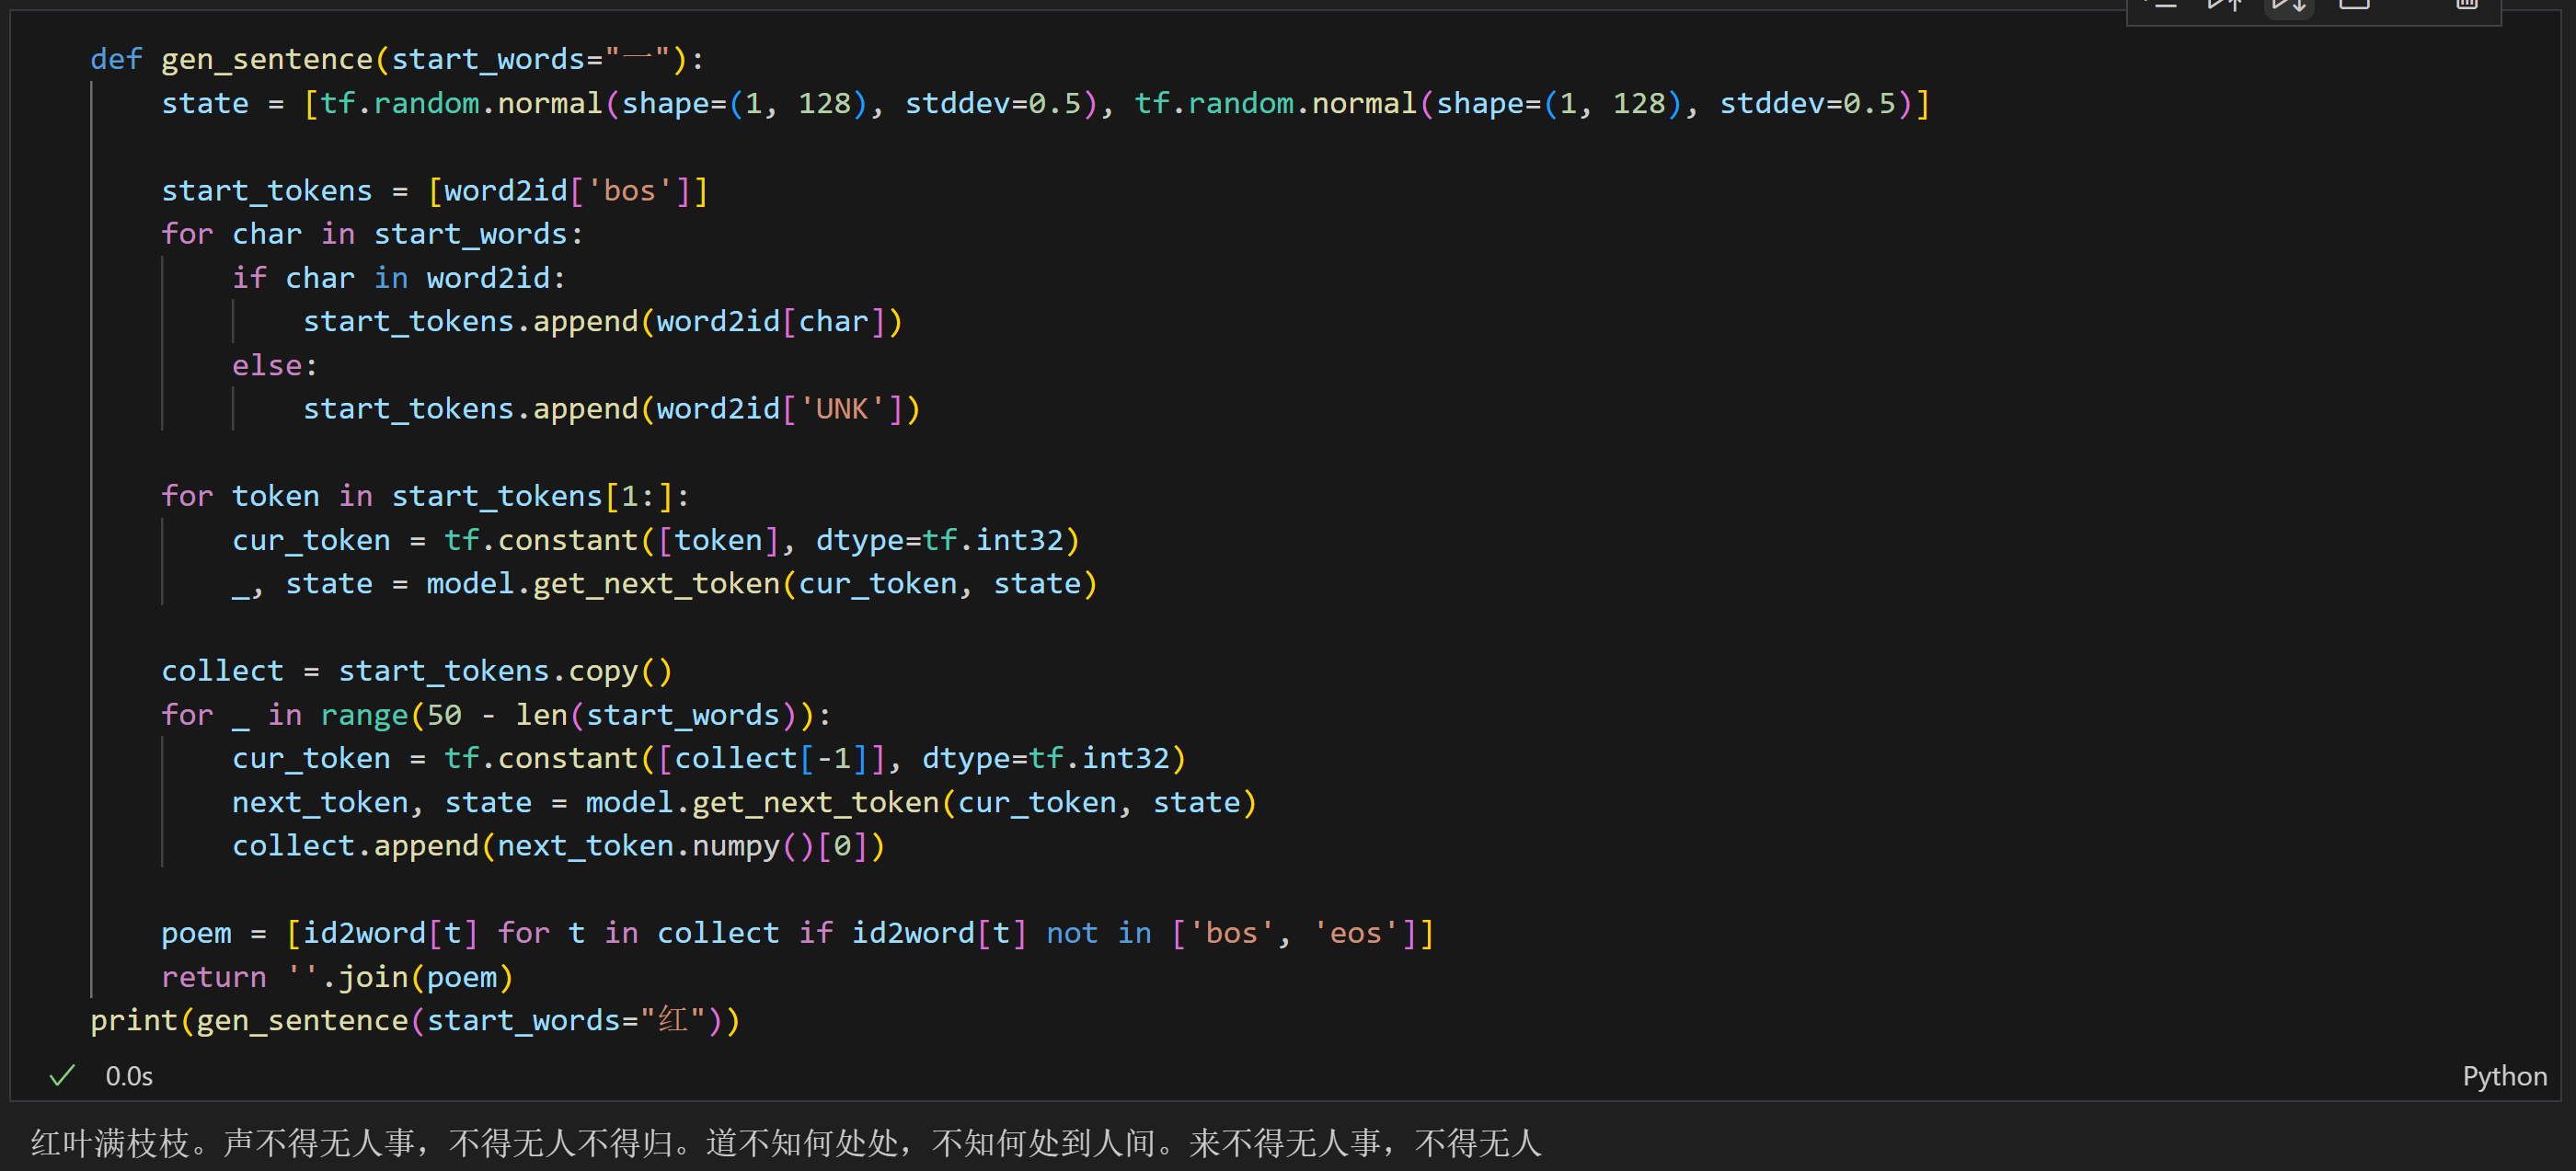 def gen_sentence(start_words="一"):
    state = [tf.random.normal(shape=(1, 128), stddev=0.5), tf.random.normal(shape=(1, 128), stddev=0.5)]

    start_tokens = [word2id['bos']]
    for char in start_words:
        if char in word2id:
            start_tokens.append(word2id[char])
        else:
            start_tokens.append(word2id['UNK'])

    for token in start_tokens[1:]:
        cur_token = tf.constant([token], dtype=tf.int32)
        _, state = model.get_next_token(cur_token, state)

    collect = start_tokens.copy()
    for _ in range(50 - len(start_words)):
        cur_token = tf.constant([collect[-1]], dtype=tf.int32)
        next_token, state = model.get_next_token(cur_token, state)
        collect.append(next_token.numpy()[0])

    poem = [id2word[t] for t in collect if id2word[t] not in ['bos', 'eos']]
    return ''.join(poem)
print(gen_sentence(start_words="红"))
0.0s
Python
红叶满枝枝。声不得无人事，不得无人不得归。道不知何处处，不知何处到人间。来不得无人事，不得无人